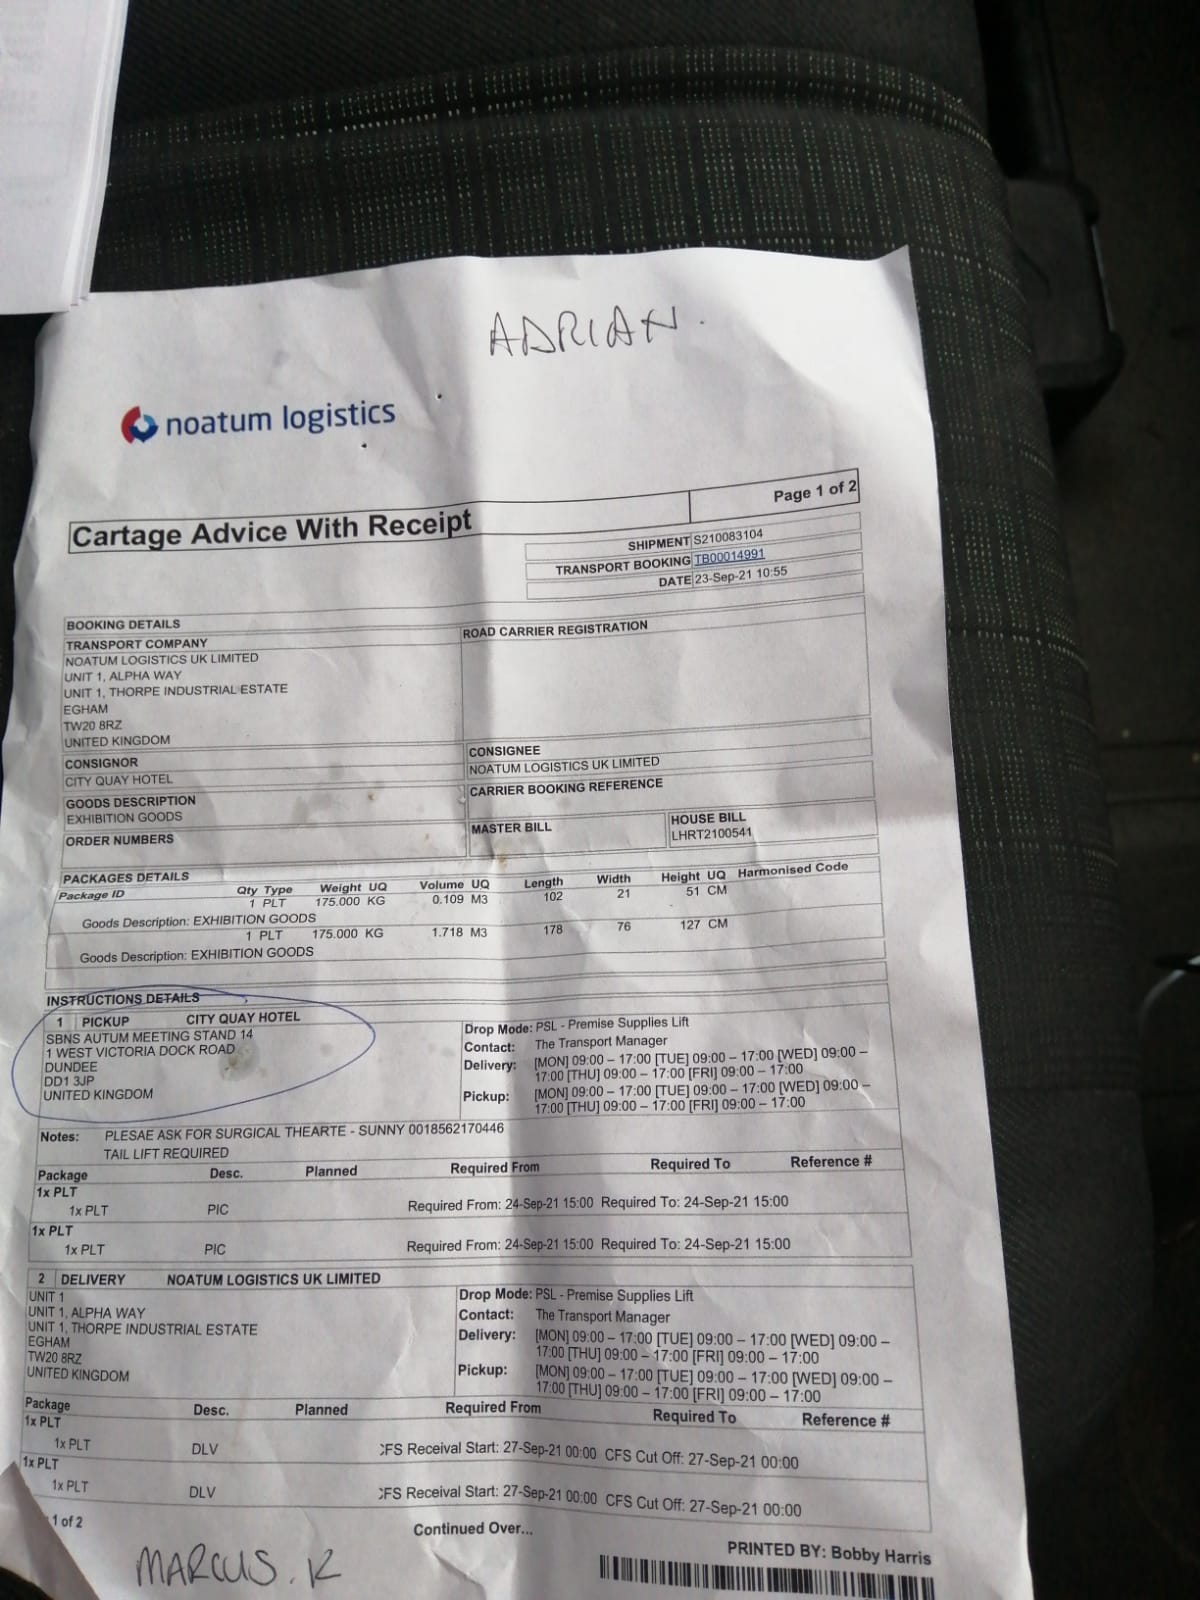 ADRIAN.
noatum logistics
Cartage Advice With Receipt
Page 1 of 2
SHIPMENT S210083104
TRANSPORT BOOKING TB00014991
DATE 23-Sep-21 10:55
BOOKING DETAILS
TRANSPORT COMPANY
NOATUM LOGISTICS UK LIMITED
UNIT 1, ALPHA WAY
UNIT 1, THORPE INDUSTRIAL ESTATE
EGHAM
TW20 8RZ
UNITED KINGDOM
ROAD CARRIER REGISTRATION
CONSIGNOR
CITY QUAY HOTEL
CONSIGNEE
NOATUM LOGISTICS UK LIMITED
GOODS DESCRIPTION
EXHIBITION GOODS
CARRIER BOOKING REFERENCE
ORDER NUMBERS
MASTER BILL
HOUSE BILL
LHRT2100541
PACKAGES DETAILS
Package ID Qty Type Weight UQ Volume UQ Length Width Height UQ Harmonised Code
1 PLT 175.000 KG 0.109 M3 102 21 51 CM
Goods Description: EXHIBITION GOODS
1 PLT 175.000 KG 1.718 M3 178 76 127 CM
Goods Description: EXHIBITION GOODS
INSTRUCTIONS DETAILS
1 PICKUP CITY QUAY HOTEL
SBNS AUTUM MEETING STAND 14
1 WEST VICTORIA DOCK ROAD
DUNDEE
DD1 3JP
UNITED KINGDOM
Drop Mode: PSL - Premise Supplies Lift
Contact: The Transport Manager
Delivery: [MON] 09:00 – 17:00 [TUE] 09:00 – 17:00 [WED] 09:00 –
17:00 [THU] 09:00 – 17:00 [FRI] 09:00 – 17:00
Pickup: [MON] 09:00 – 17:00 [TUE] 09:00 – 17:00 [WED] 09:00 –
17:00 [THU] 09:00 – 17:00 [FRI] 09:00 – 17:00
Notes: PLESAE ASK FOR SURGICAL THEARTE - SUNNY 0018562170446
TAIL LIFT REQUIRED
Package Desc. Planned Required From Required To Reference #
1x PLT
1x PLT PIC Required From: 24-Sep-21 15:00 Required To: 24-Sep-21 15:00
1x PLT
1x PLT PIC Required From: 24-Sep-21 15:00 Required To: 24-Sep-21 15:00
2 DELIVERY NOATUM LOGISTICS UK LIMITED
UNIT 1
UNIT 1, ALPHA WAY
UNIT 1, THORPE INDUSTRIAL ESTATE
EGHAM
TW20 8RZ
UNITED KINGDOM
Drop Mode: PSL - Premise Supplies Lift
Contact: The Transport Manager
Delivery: [MON] 09:00 – 17:00 [TUE] 09:00 – 17:00 [WED] 09:00 –
17:00 [THU] 09:00 – 17:00 [FRI] 09:00 – 17:00
Pickup: [MON] 09:00 – 17:00 [TUE] 09:00 – 17:00 [WED] 09:00 –
17:00 [THU] 09:00 – 17:00 [FRI] 09:00 – 17:00
Package Desc. Planned Required From Required To Reference #
1x PLT
1x PLT DLV CFS Receival Start: 27-Sep-21 00:00 CFS Cut Off: 27-Sep-21 00:00
1x PLT
1x PLT DLV CFS Receival Start: 27-Sep-21 00:00 CFS Cut Off: 27-Sep-21 00:00
1 of 2
Continued Over...
PRINTED BY: Bobby Harris
MARCUS. K